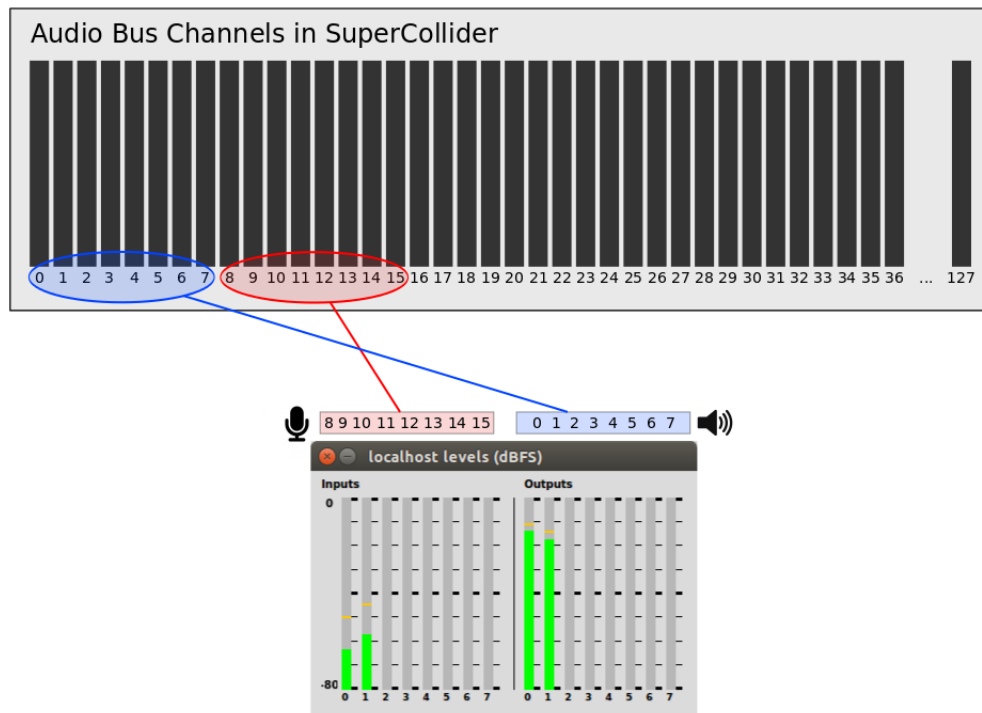 Audio Bus Channels in SuperCollider
0 1 2 3 4 5 6 7 8 9 10 11 12 13 14 15 16 17 18 19 20 21 22 23 24 25 26 27 28 29 30 31 32 33 34 35 36 ... 127
8 9 10 11 12 13 14 15 0 1 2 3 4 5 6 7
localhost levels (dBFS)
Inputs Outputs
0
-80
0 1 2 3 4 5 6 7 0 1 2 3 4 5 6 7